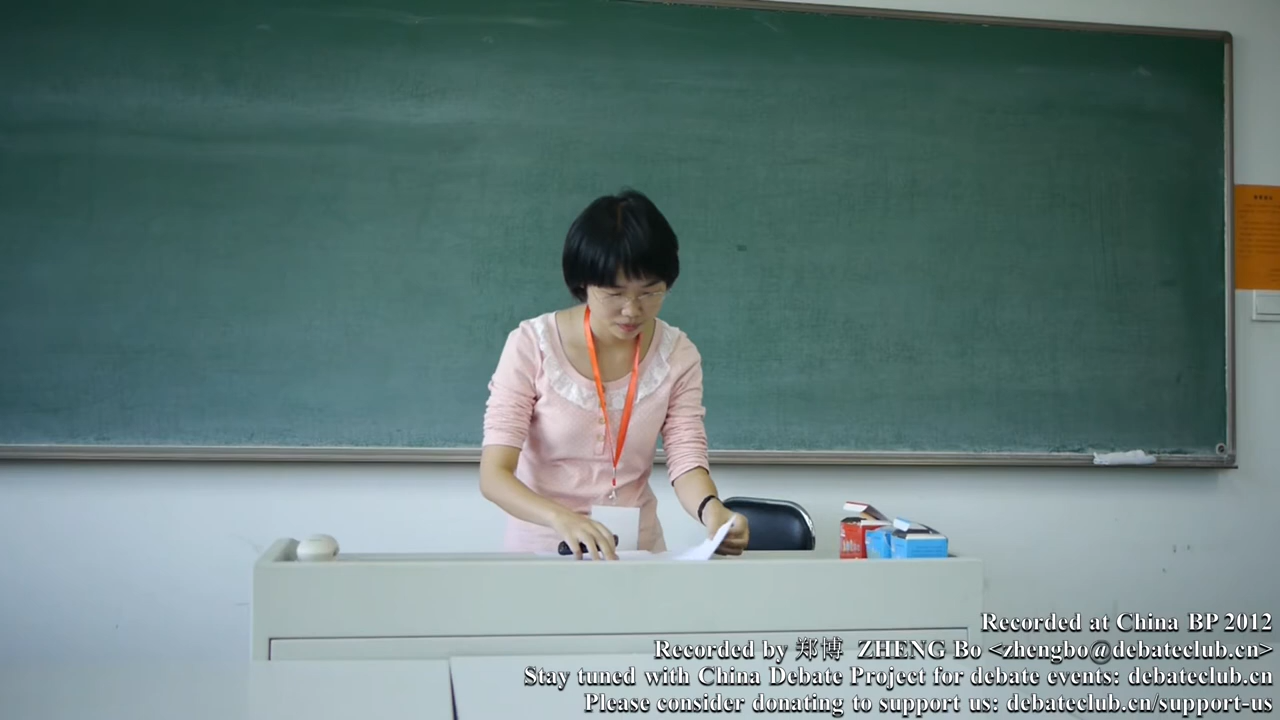 Recorded at China BP 2012
Recorded by 郑博 ZHENG Bo <zhengbo@debateclub.cn>
Stay tuned with China Debate Project for debate events: debateclub.cn
Please consider donating to support us: debateclub.cn/support-us